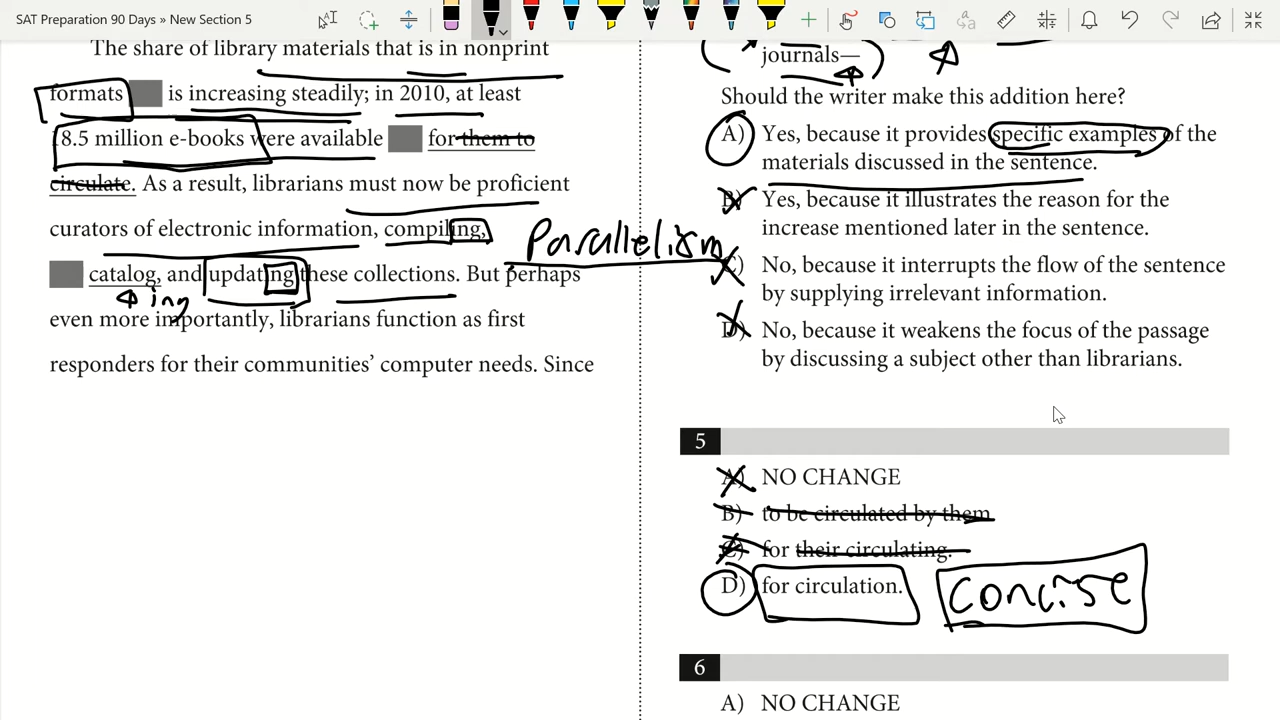 SAT Preparation 90 Days » New Section 5
The share of library materials that is in nonprint
formats is increasing steadily; in 2010, at least
18.5 million e-books were available for them to
circulate. As a result, librarians must now be proficient
curators of electronic information, compiling,
catalog, and updating these collections. But perhaps
ing
even more importantly, librarians function as first
responders for their communities’ computer needs. Since
Parallelism
journals—
Should the writer make this addition here?
A) Yes, because it provides specific examples of the
materials discussed in the sentence.
B) Yes, because it illustrates the reason for the
increase mentioned later in the sentence.
C) No, because it interrupts the flow of the sentence
by supplying irrelevant information.
D) No, because it weakens the focus of the passage
by discussing a subject other than librarians.
5
A) NO CHANGE
B) to be circulated by them
C) for their circulating.
D) for circulation.
Concise
6
A) NO CHANGE